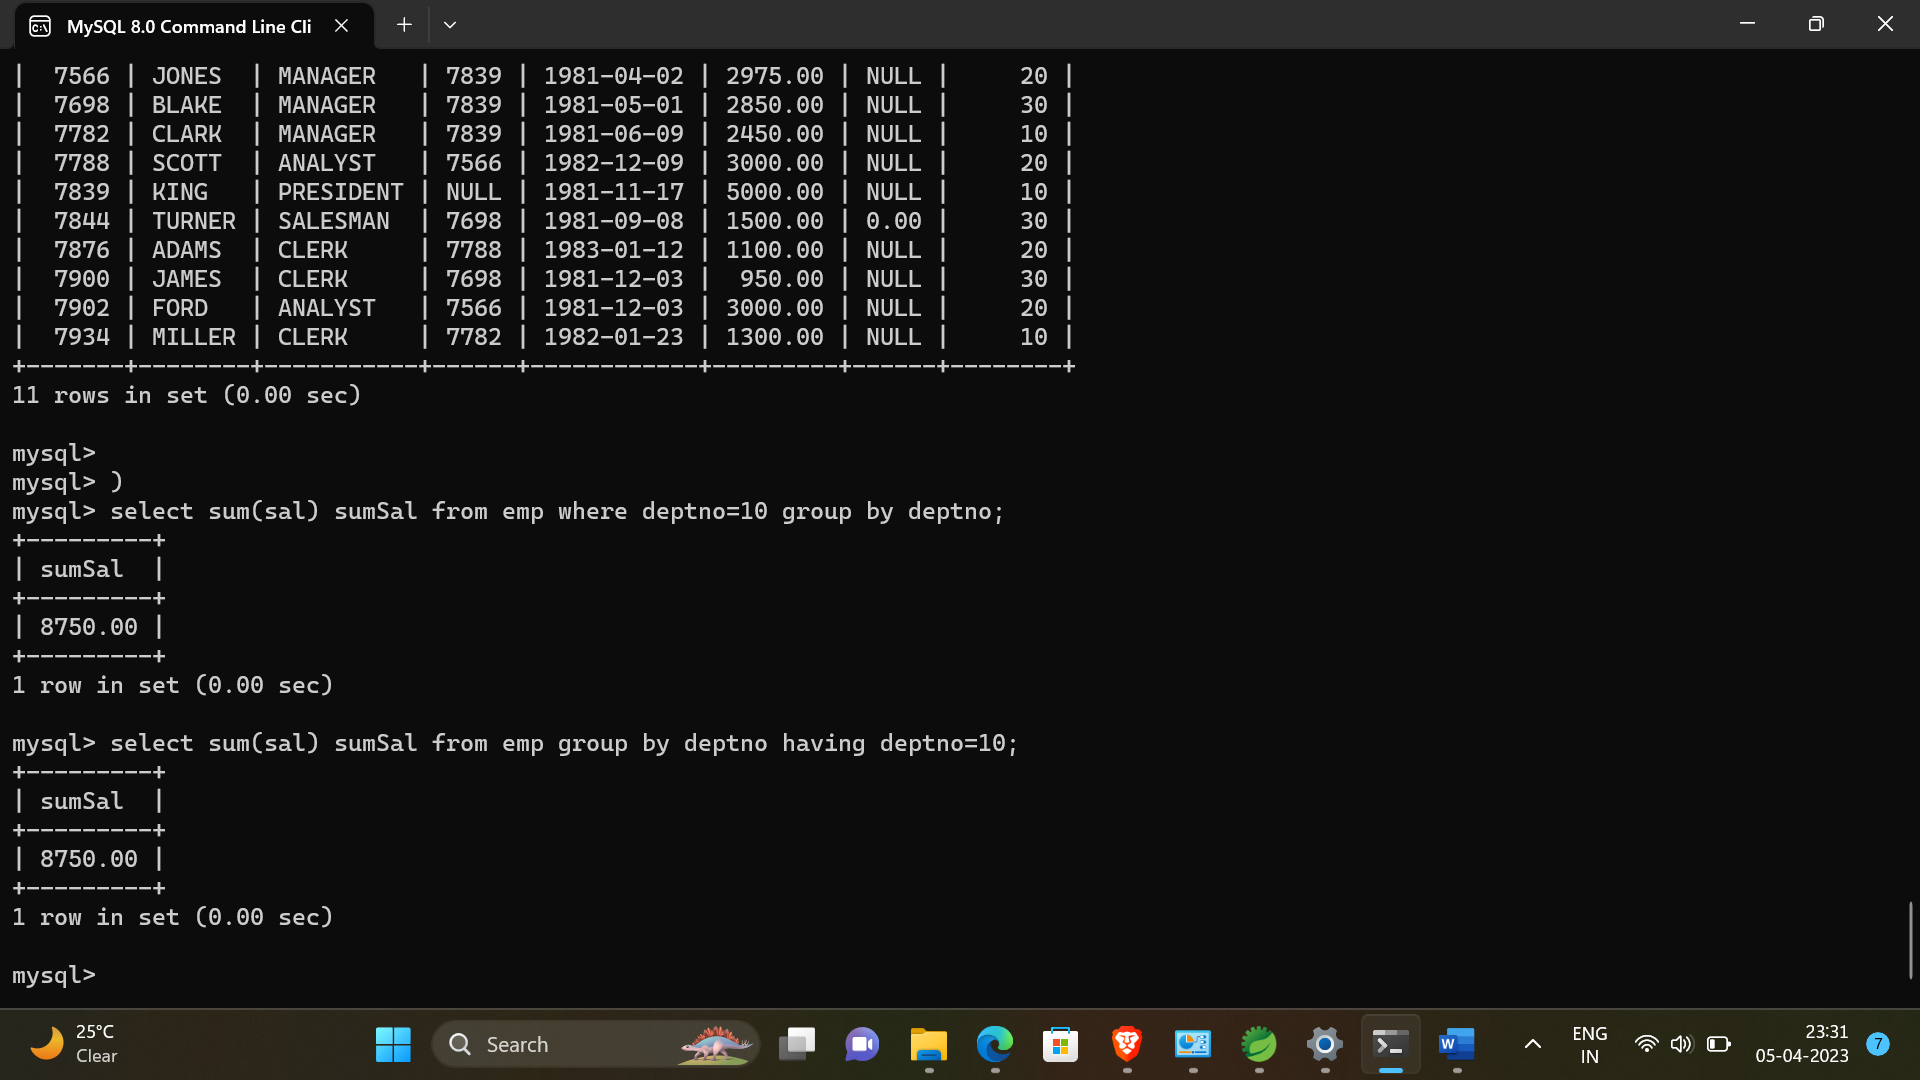 MySQL 8.0 Command Line Cli
|  7566 | JONES  | MANAGER   | 7839 | 1981-04-02 | 2975.00 | NULL |     20 |
|  7698 | BLAKE  | MANAGER   | 7839 | 1981-05-01 | 2850.00 | NULL |     30 |
|  7782 | CLARK  | MANAGER   | 7839 | 1981-06-09 | 2450.00 | NULL |     10 |
|  7788 | SCOTT  | ANALYST   | 7566 | 1982-12-09 | 3000.00 | NULL |     20 |
|  7839 | KING   | PRESIDENT | NULL | 1981-11-17 | 5000.00 | NULL |     10 |
|  7844 | TURNER | SALESMAN  | 7698 | 1981-09-08 | 1500.00 | 0.00 |     30 |
|  7876 | ADAMS  | CLERK     | 7788 | 1983-01-12 | 1100.00 | NULL |     20 |
|  7900 | JAMES  | CLERK     | 7698 | 1981-12-03 |  950.00 | NULL |     30 |
|  7902 | FORD   | ANALYST   | 7566 | 1981-12-03 | 3000.00 | NULL |     20 |
|  7934 | MILLER | CLERK     | 7782 | 1982-01-23 | 1300.00 | NULL |     10 |
+-------+--------+-----------+------+------------+---------+------+--------+
11 rows in set (0.00 sec)
mysql>
mysql> )
mysql> select sum(sal) sumSal from emp where deptno=10 group by deptno;
+---------+
| sumSal  |
+---------+
| 8750.00 |
+---------+
1 row in set (0.00 sec)
mysql> select sum(sal) sumSal from emp group by deptno having deptno=10;
+---------+
| sumSal  |
+---------+
| 8750.00 |
+---------+
1 row in set (0.00 sec)
mysql>
25°C
Clear
Search
W
ENG
IN
23:31
05-04-2023
7